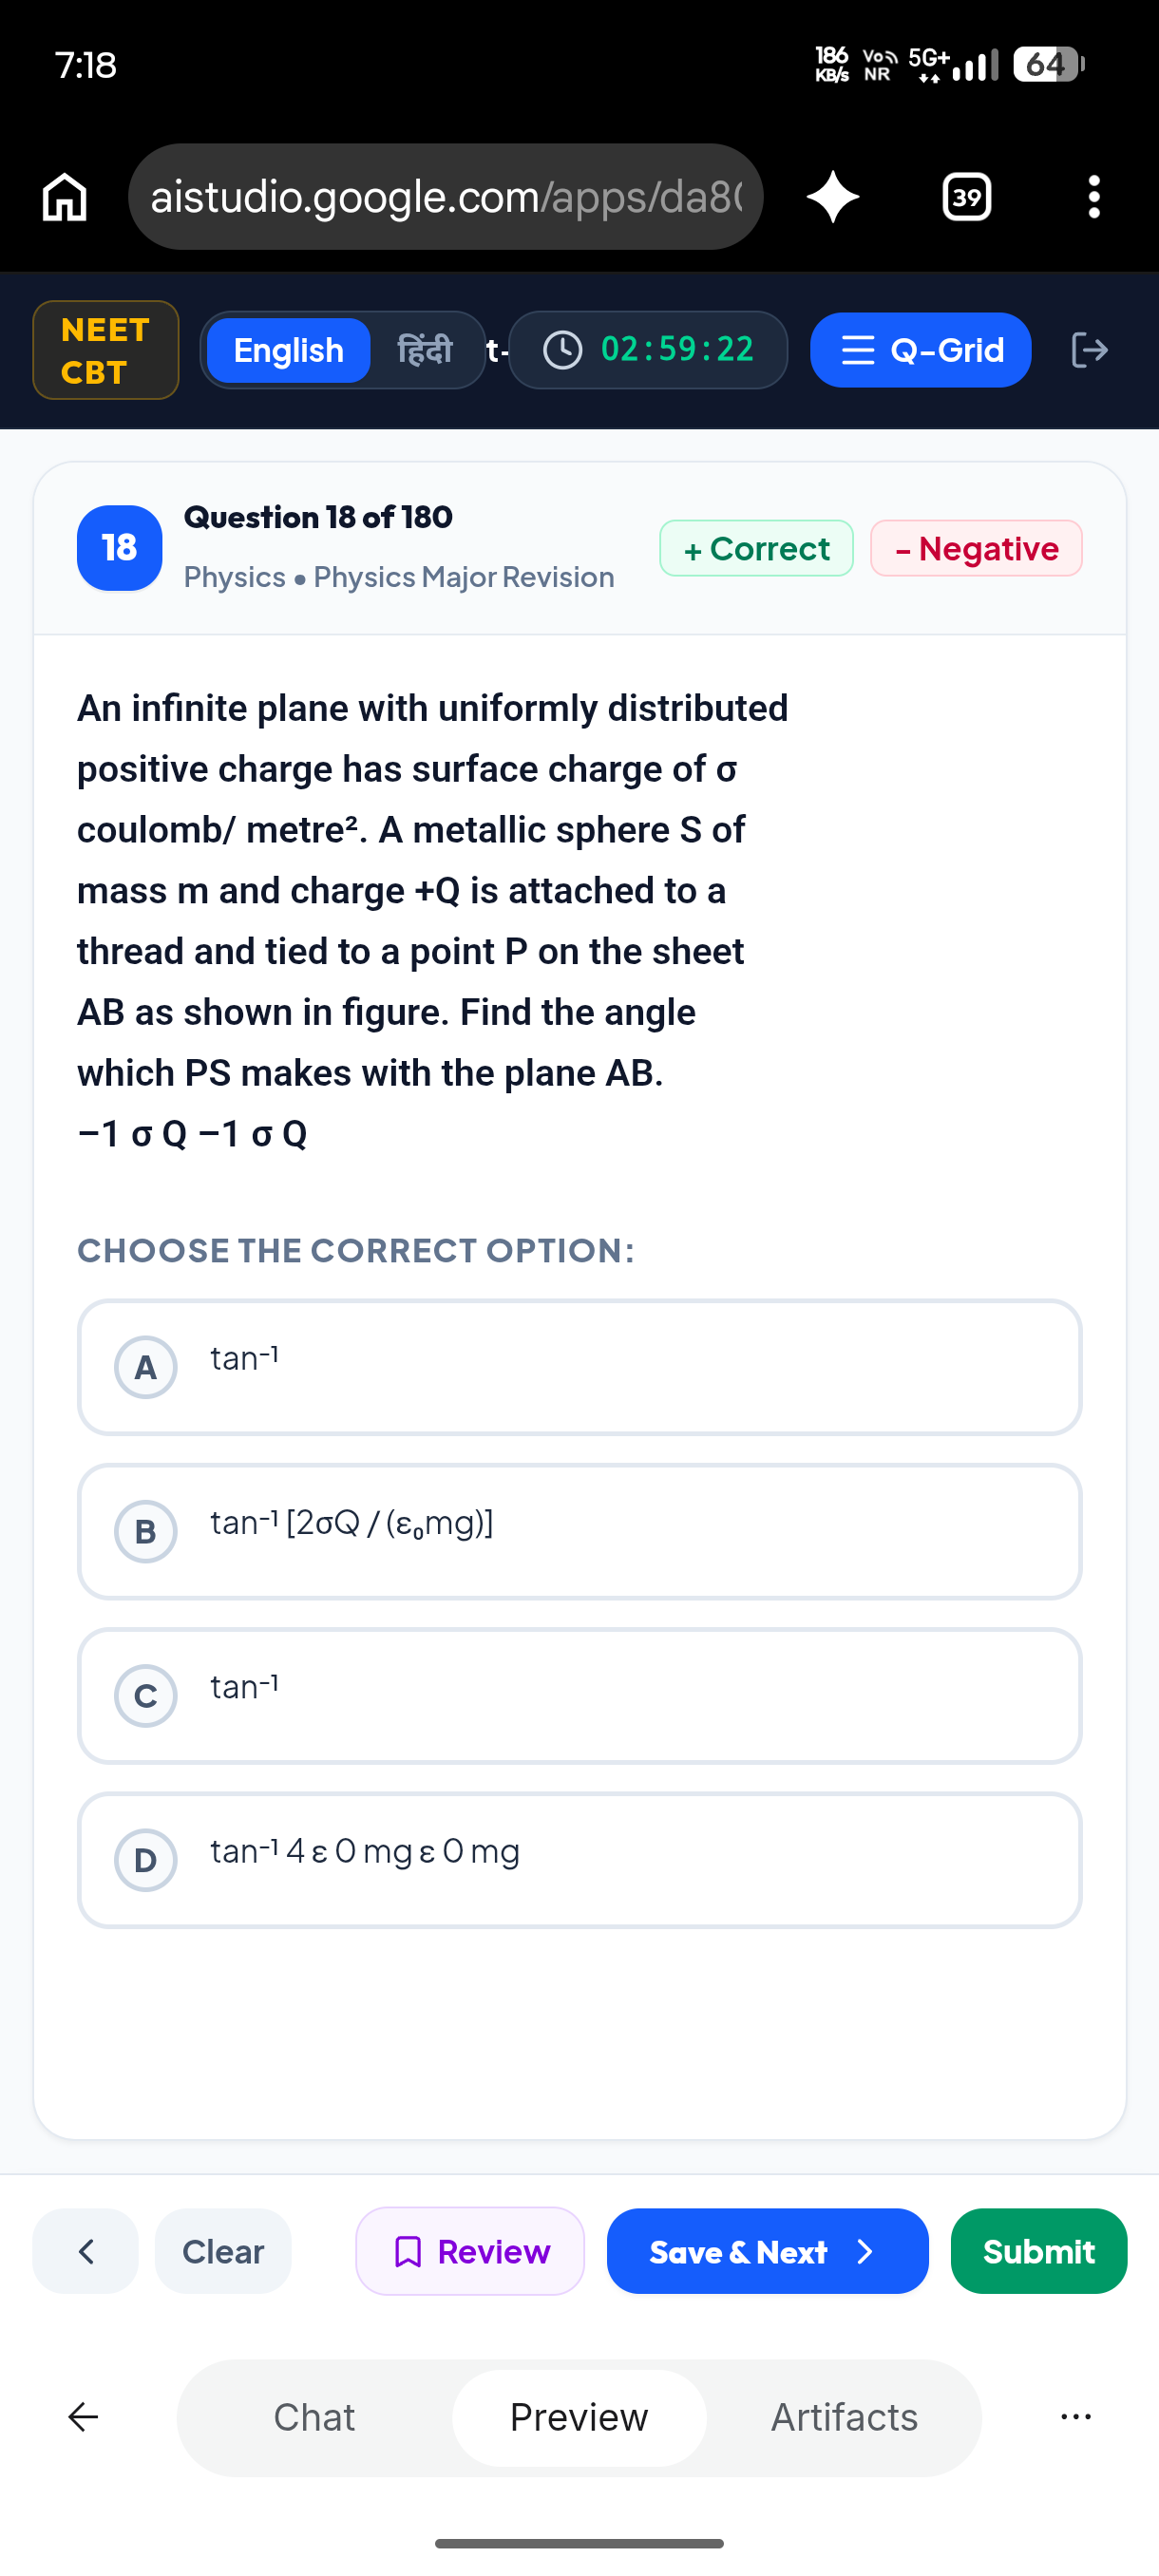 7:18
186
KB/s
Vo
NR
5G+
64
aistudio.google.com/apps/da8
39
NEET
CBT
English
हिंदी
t-
02:59:22
Q-Grid
18
Question 18 of 180
Physics • Physics Major Revision
+ Correct
- Negative
An infinite plane with uniformly distributed
positive charge has surface charge of σ
coulomb/ metre². A metallic sphere S of
mass m and charge +Q is attached to a
thread and tied to a point P on the sheet
AB as shown in figure. Find the angle
which PS makes with the plane AB.
–1 σ Q –1 σ Q
CHOOSE THE CORRECT OPTION:
A tan⁻¹
B tan⁻¹ [2σQ / (ε₀mg)]
C tan⁻¹
D tan⁻¹ 4 ε 0 mg ε 0 mg
Clear
Review
Save & Next
Submit
Chat
Preview
Artifacts